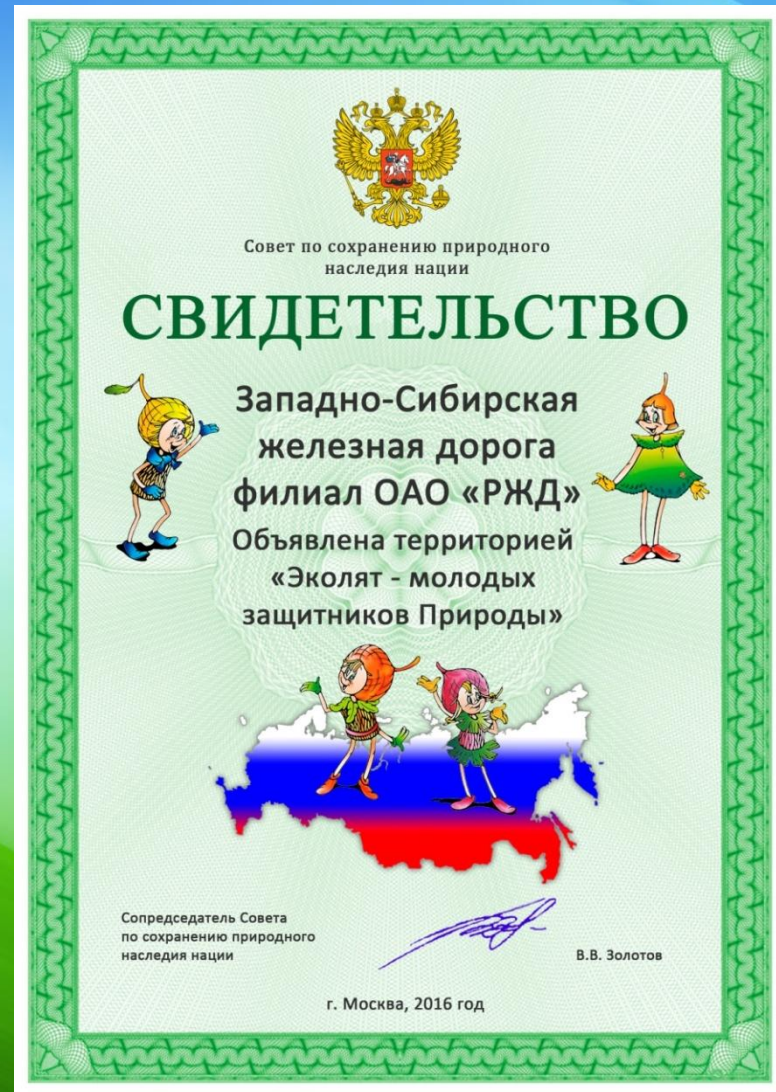 Совет по сохранению природного
наследия нации
СВИДЕТЕЛЬСТВО
Западно-Сибирская
железная дорога
филиал ОАО «РЖД»
Объявлена территорией
«Эколят - молодых
защитников Природы»
Сопредседатель Совета
по сохранению природного
наследия нации
В.В. Золотов
г. Москва, 2016 год